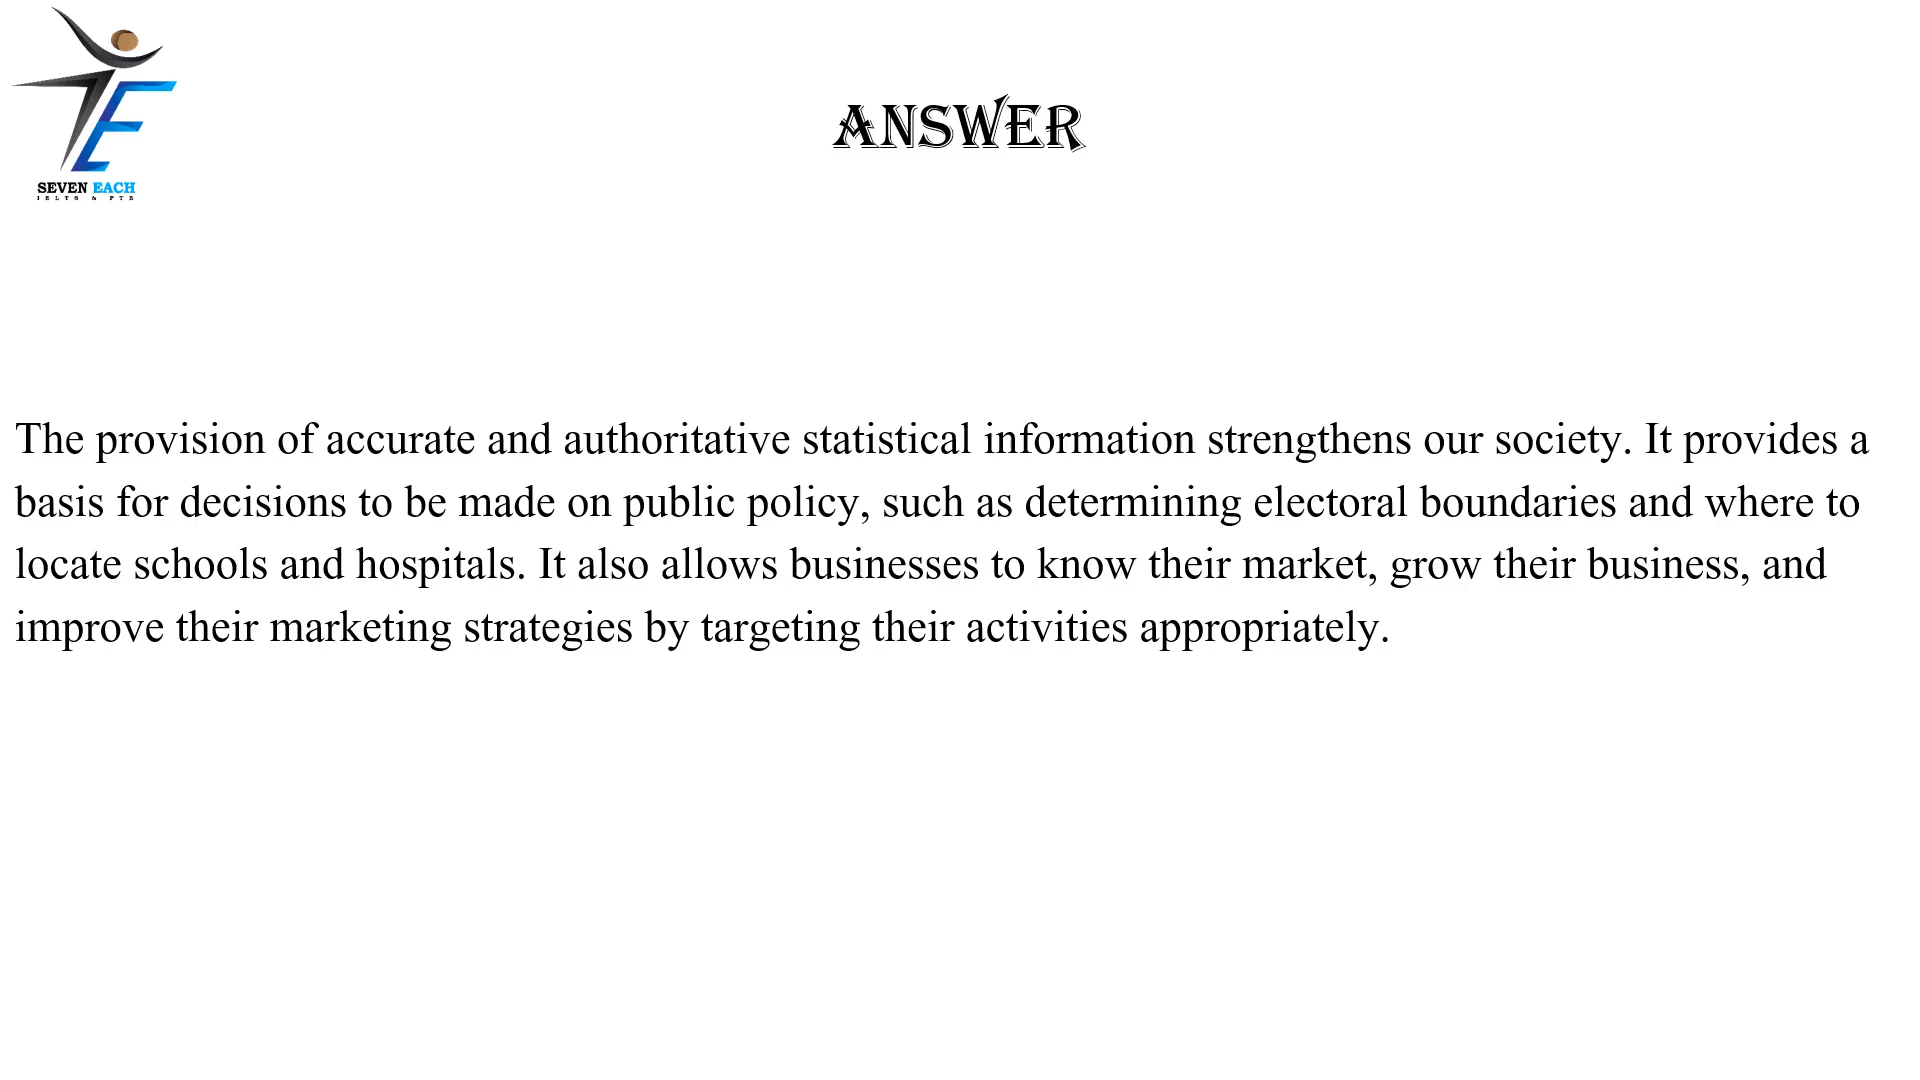 SEVEN EACH
IELTS & PTE
ANSWER
The provision of accurate and authoritative statistical information strengthens our society. It provides a
basis for decisions to be made on public policy, such as determining electoral boundaries and where to
locate schools and hospitals. It also allows businesses to know their market, grow their business, and
improve their marketing strategies by targeting their activities appropriately.